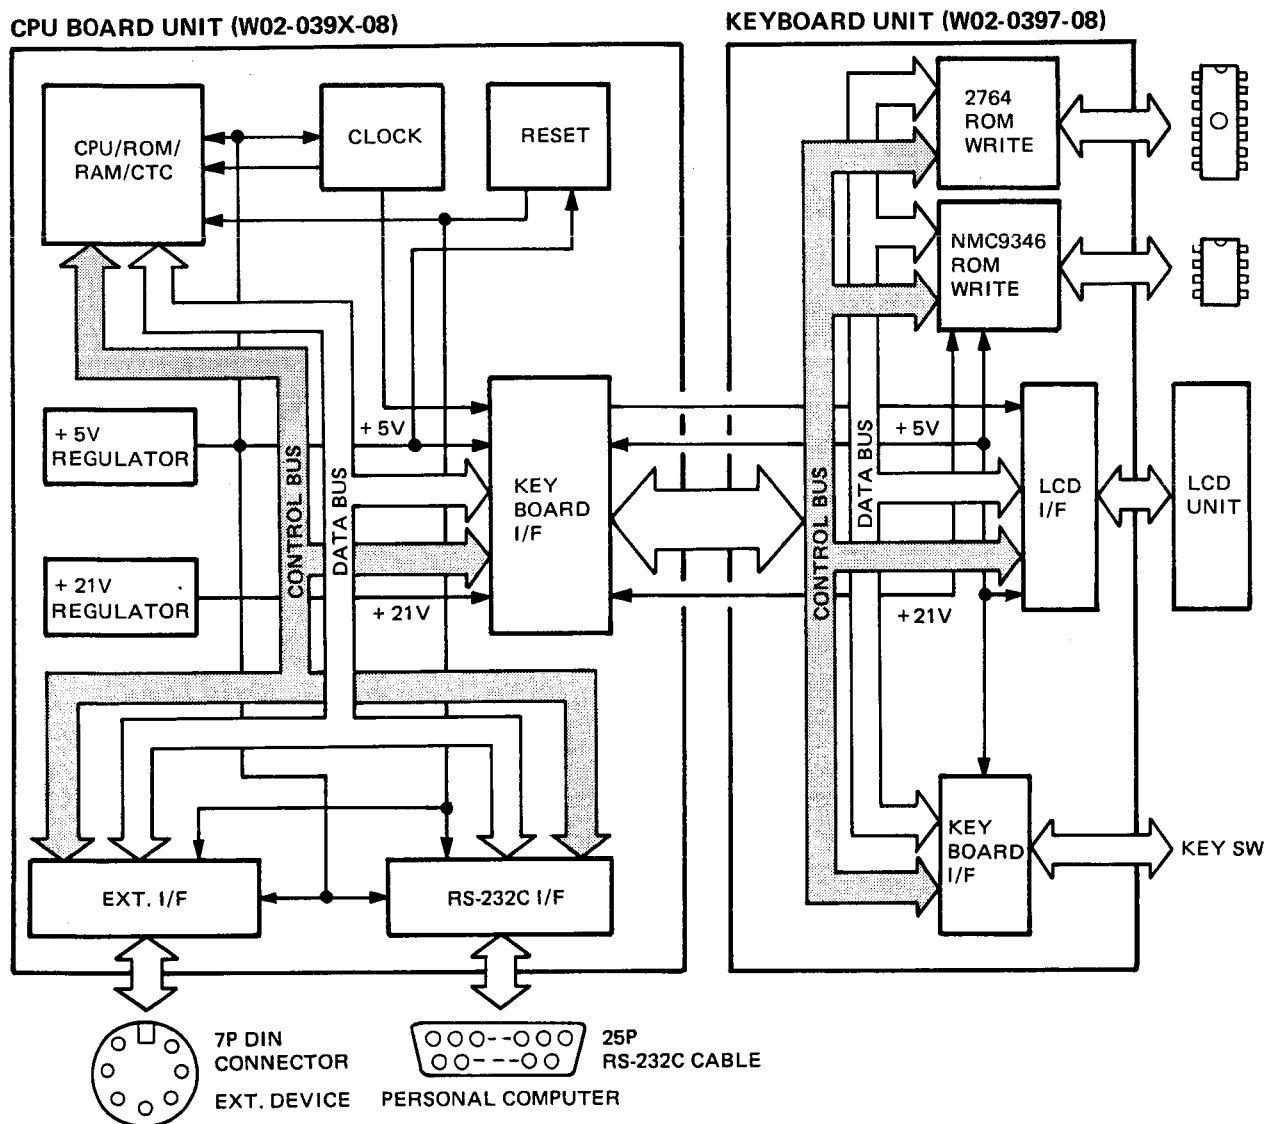 CPU BOARD UNIT (W02-039X-08)
KEYBOARD UNIT (W02-0397-08)
CPU/ROM/
RAM/CTC
CLOCK
RESET
2764
ROM
WRITE
NMC9346
ROM
WRITE
+ 5V
REGULATOR
+ 5V
CONTROL BUS
DATA BUS
KEY
BOARD
I/F
+ 21V
REGULATOR
+ 21V
+ 5V
CONTROL BUS
DATA BUS
LCD
I/F
LCD
UNIT
+21V
KEY
BOARD
I/F
KEY SW
EXT. I/F
RS-232C I/F
7P DIN
CONNECTOR
EXT. DEVICE
25P
RS-232C CABLE
PERSONAL COMPUTER